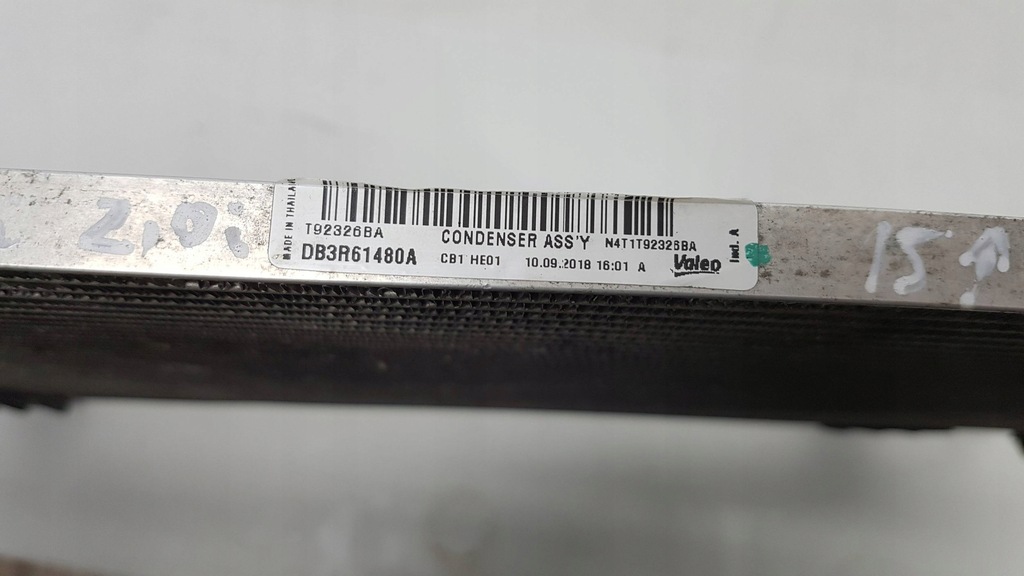 MADE IN THAILAND
T92326BA
CONDENSER ASS'Y
N4T1T92326BA
DB3R61480A
CB1 HE01
10.09.2018 16:01 A
Valeo
Ind. A
2,0i
15↑